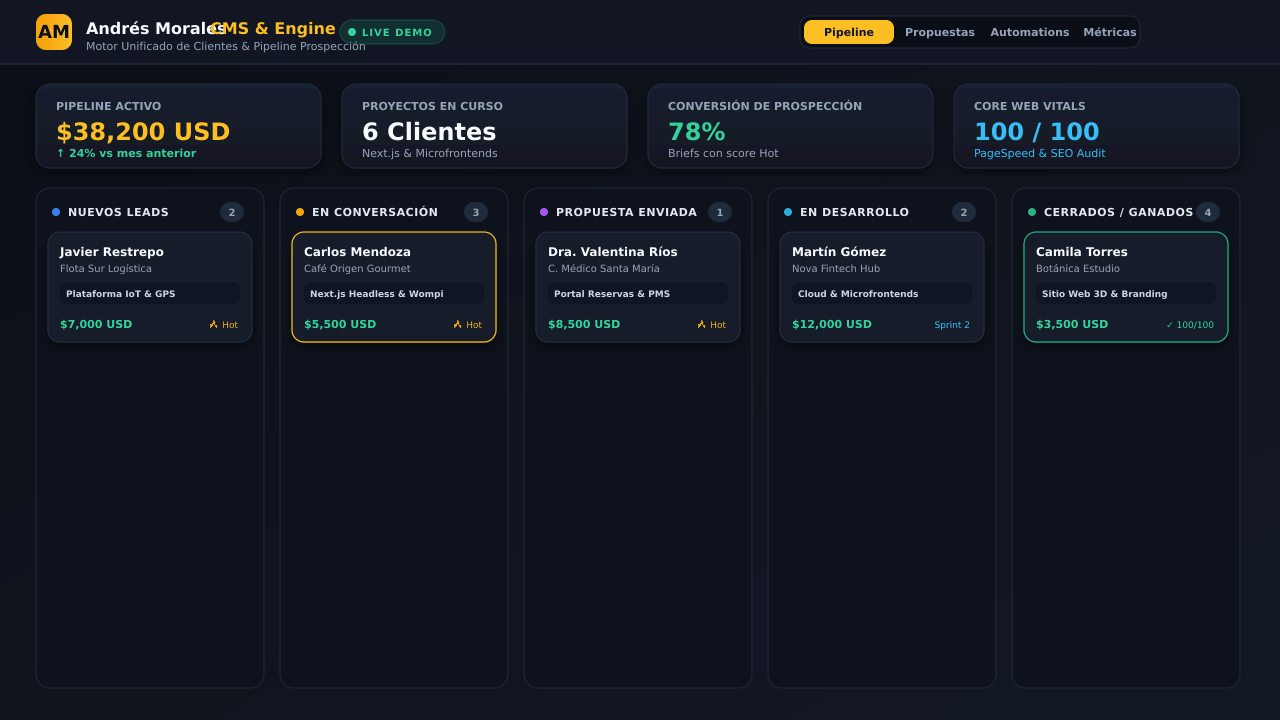 AM
Andrés Morales CMS & Engine
LIVE DEMO
Motor Unificado de Clientes & Pipeline Prospección
Pipeline
Propuestas
Automations
Métricas
PIPELINE ACTIVO
$38,200 USD
↑ 24% vs mes anterior
PROYECTOS EN CURSO
6 Clientes
Next.js & Microfrontends
CONVERSIÓN DE PROSPECCIÓN
78%
Briefs con score Hot
CORE WEB VITALS
100 / 100
PageSpeed & SEO Audit
NUEVOS LEADS
2
Javier Restrepo
Flota Sur Logística
Plataforma IoT & GPS
$7,000 USD
Hot
EN CONVERSACIÓN
3
Carlos Mendoza
Café Origen Gourmet
Next.js Headless & Wompi
$5,500 USD
Hot
PROPUESTA ENVIADA
1
Dra. Valentina Ríos
C. Médico Santa María
Portal Reservas & PMS
$8,500 USD
Hot
EN DESARROLLO
2
Martín Gómez
Nova Fintech Hub
Cloud & Microfrontends
$12,000 USD
Sprint 2
CERRADOS / GANADOS
4
Camila Torres
Botánica Estudio
Sitio Web 3D & Branding
$3,500 USD
✓ 100/100